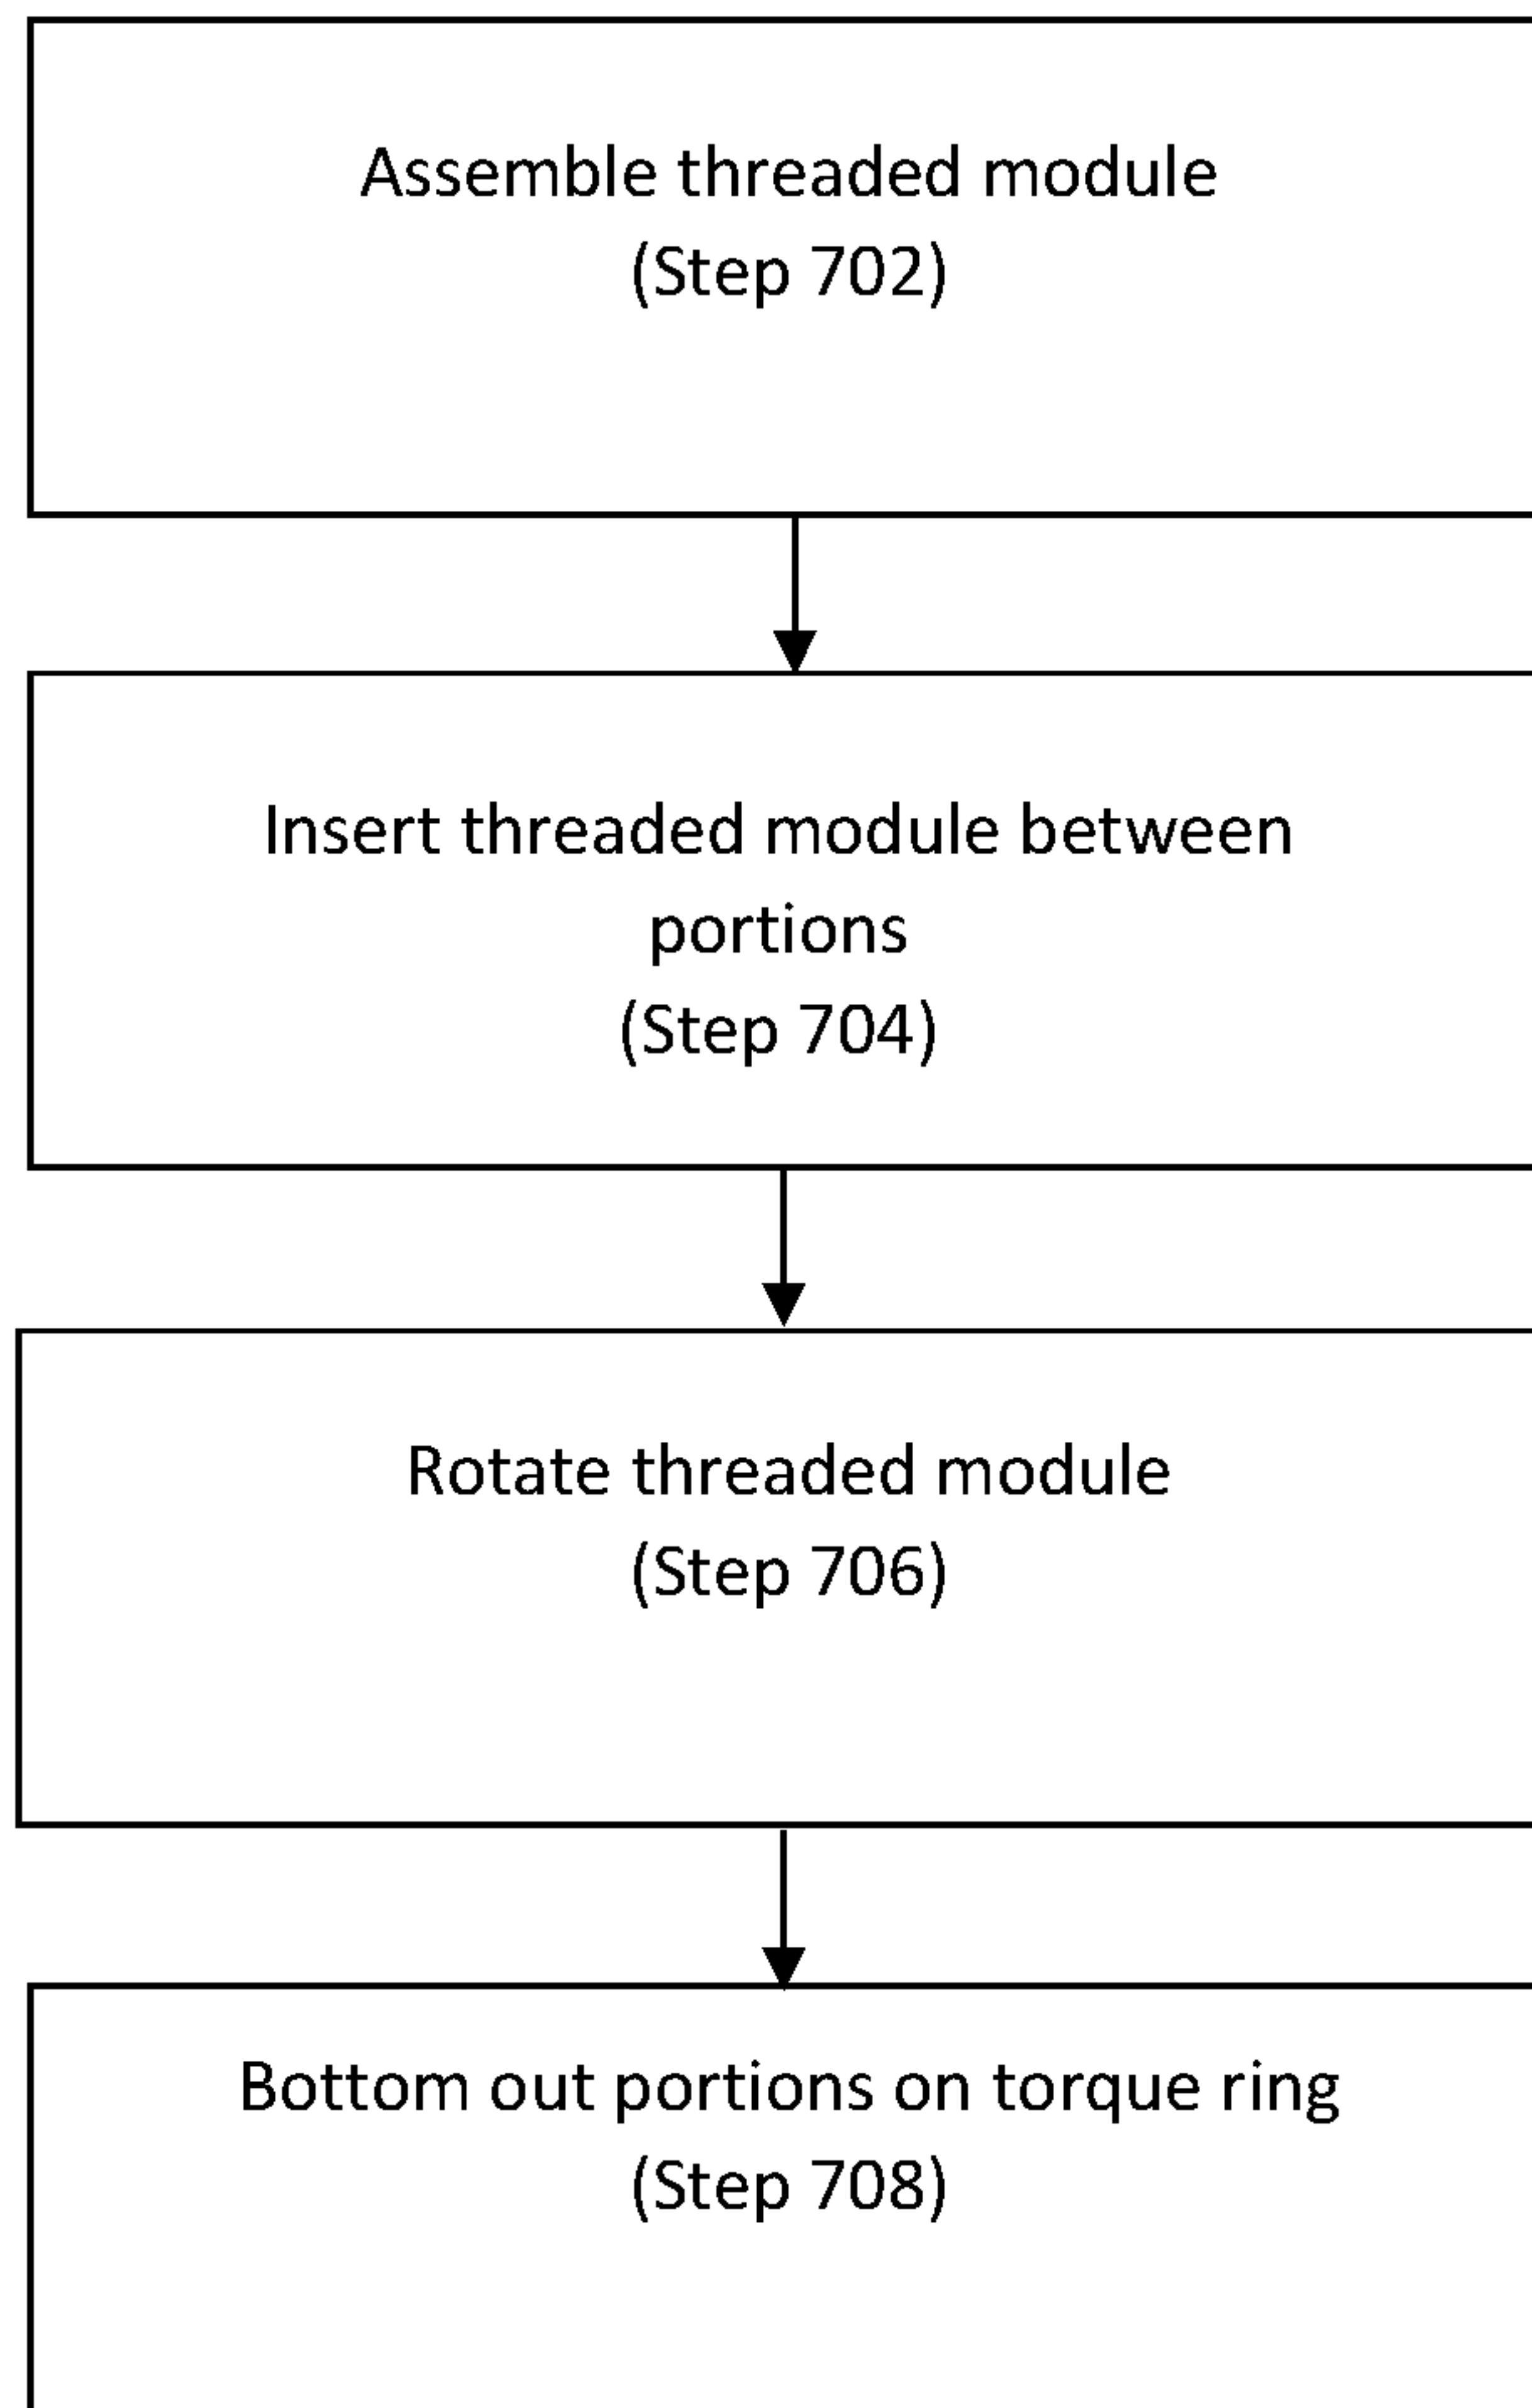 Assemble threaded module
(Step 702)
Insert threaded module between
portions
(Step 704)
Rotate threaded module
(Step 706)
Bottom out portions on torque ring
(Step 708)